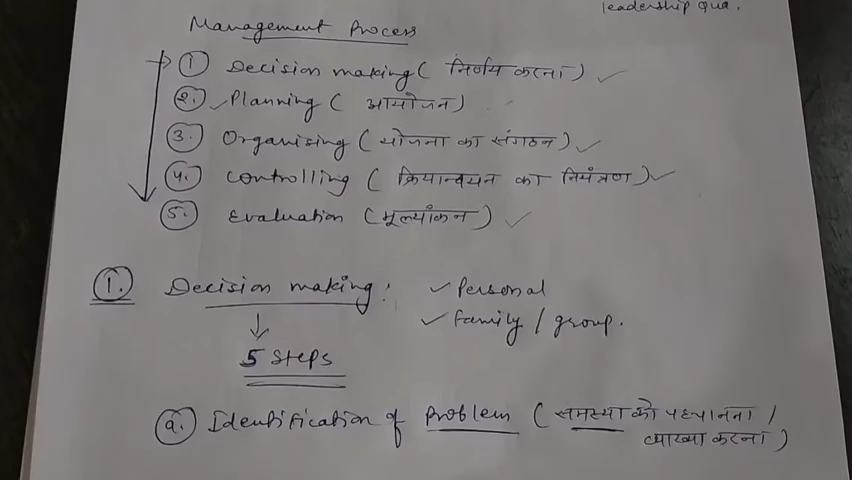 leadership Qua.
Management Process
1 Decision making ( निर्णय करना )
2. Planning ( आयोजन )
3. Organising ( योजना का संगठन )
4. Controlling ( क्रियान्वयन का नियंत्रण )
5. Evaluation ( मूल्यांकन )
1. Decision making : ✓ Personal
✓ family / group.
5 Steps
a. Identification of Problem ( समस्या को पहचानना /
व्याख्या करना )